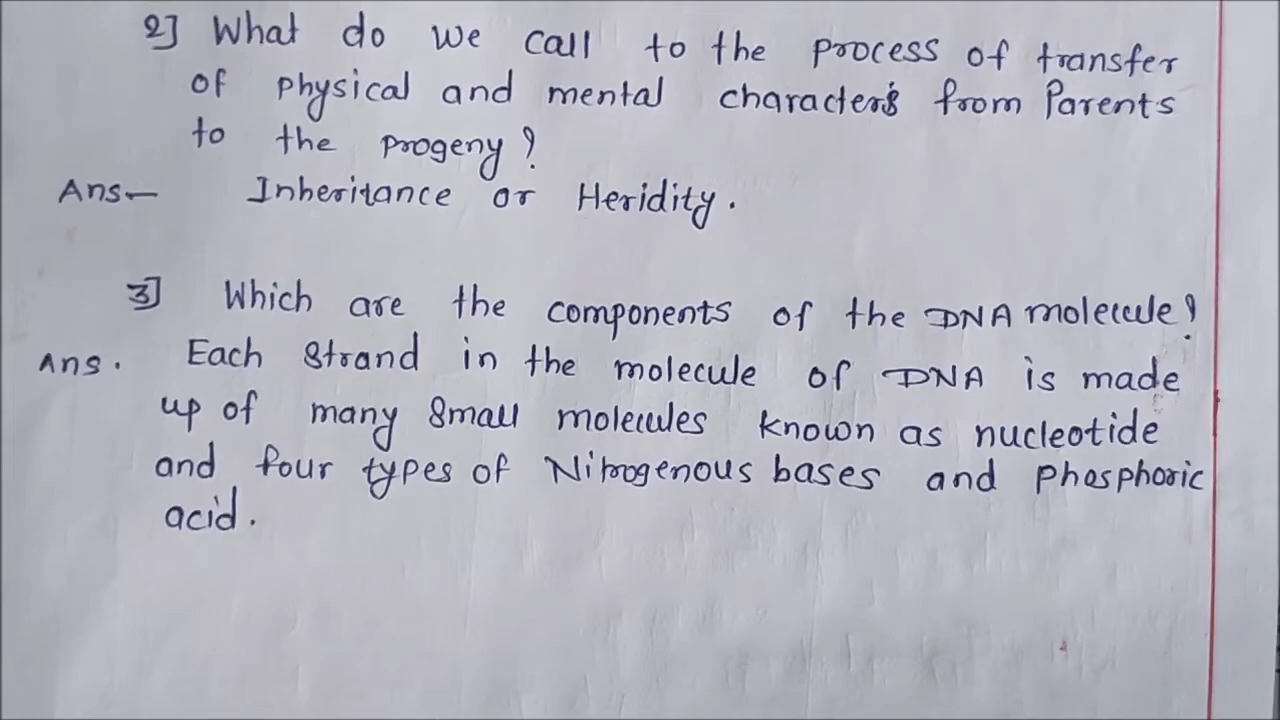 2] What do we call to the process of transfer
of physical and mental characters from Parents
to the progeny?
Ans— Inheritance or Heridity.
3] Which are the components of the DNA molecule?
Ans. Each strand in the molecule of DNA is made
up of many small molecules known as nucleotide
and four types of Nitrogenous bases and phosphoric
acid.